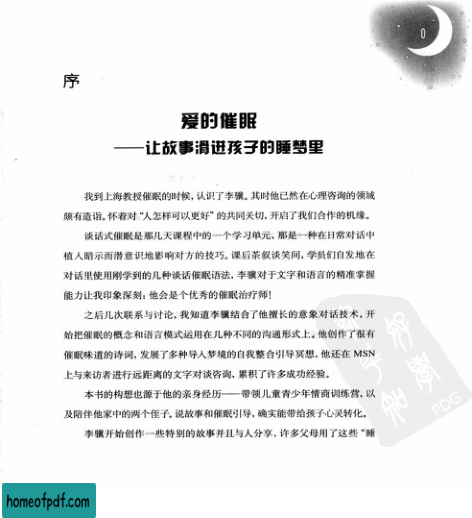 序
爱的催眠
——让故事滑进孩子的睡梦里
我到上海教授催眠的时候，认识了李骥。其时他已然在心理咨询的领域
颇有造诣。怀着对“人怎样可以更好”的共同关切，开启了我们合作的机缘。
谈话式催眠是那几天课程中的一个学习单元，那是一种在日常对话中
植入暗示而潜意识地影响对方的技巧。课后茶叙谈笑间，学员们自发地在
对话里使用刚学到的几种谈话催眠语法，李骥对于文字和语言的精准掌握
能力让我印象深刻：他会是个优秀的催眠治疗师！
之后几次联系与讨论，我知道李骥结合了他擅长的意象对话技术，开
始把催眠的概念和语言模式运用在几种不同的沟通形式上。他创作了很有
催眠味道的诗词，发展了多种导入梦境的自我整合引导冥想，他还在 MSN
上与来访者进行远距离的文字对谈咨询，累积了许多成功经验。
本书的构想也源于他的亲身经历——带领儿童青少年情商训练营，以
及陪伴他家中的两个侄子，说故事和催眠引导，确实能带给孩子心灵转化。
李骥开始创作一些特别的故事并且与人分享，许多父母用了这些“睡
PDG
homeofpdf.com